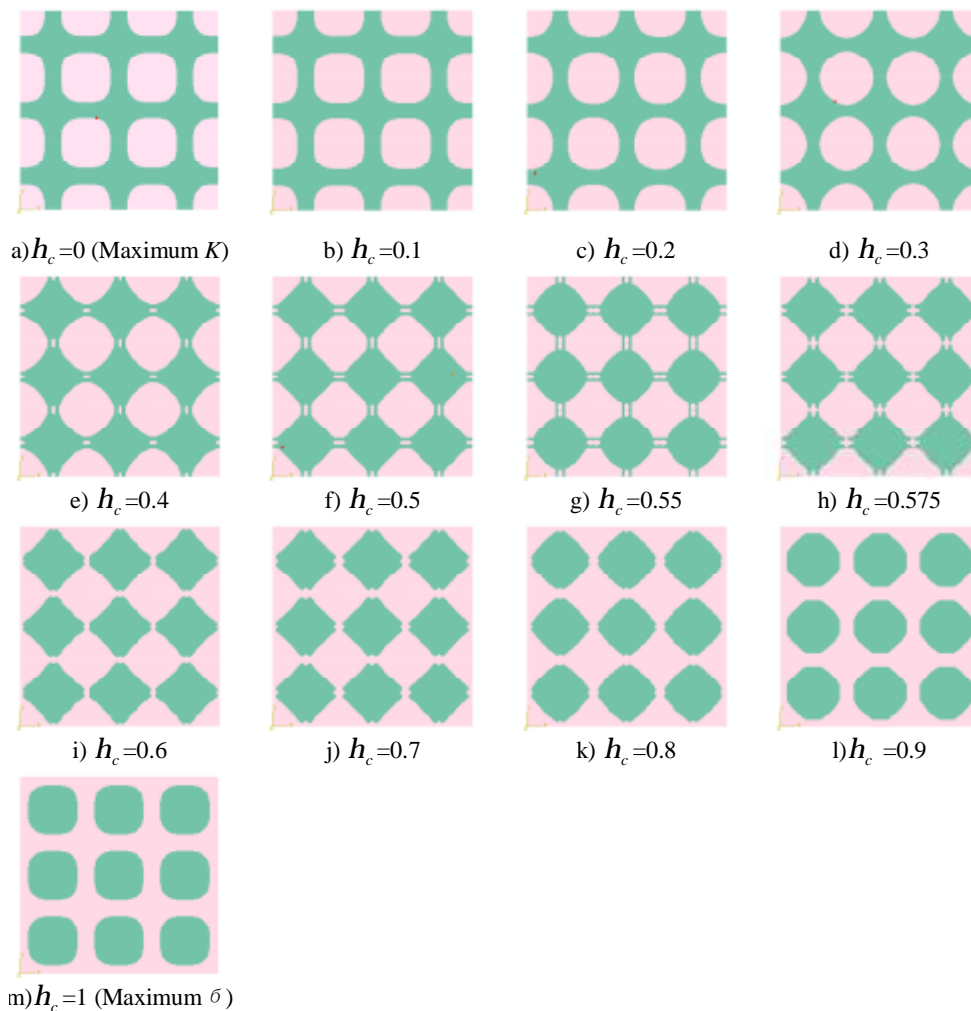 a) h_c =0 (Maximum K) b) h_c =0.1 c) h_c =0.2 d) h_c =0.3
e) h_c =0.4 f) h_c =0.5 g) h_c =0.55 h) h_c =0.575
i) h_c =0.6 j) h_c =0.7 k) h_c =0.8 l) h_c =0.9
m) h_c =1 (Maximum б)